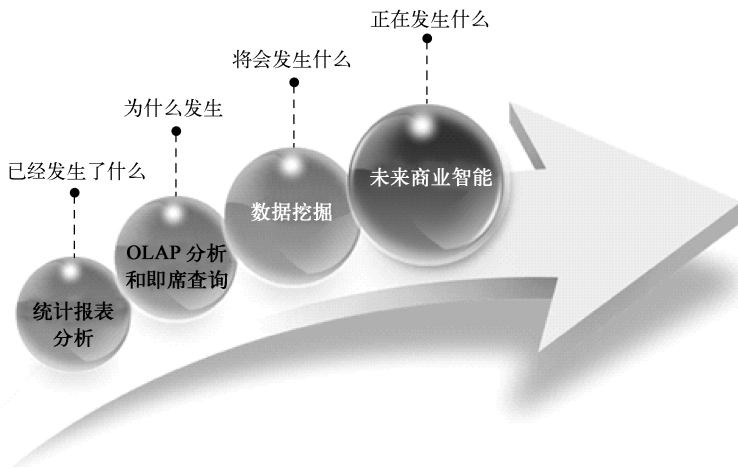 正在发生什么
将会发生什么
为什么发生
已经发生了什么
未来商业智能
数据挖掘
OLAP 分析
和即席查询
统计报表
分析